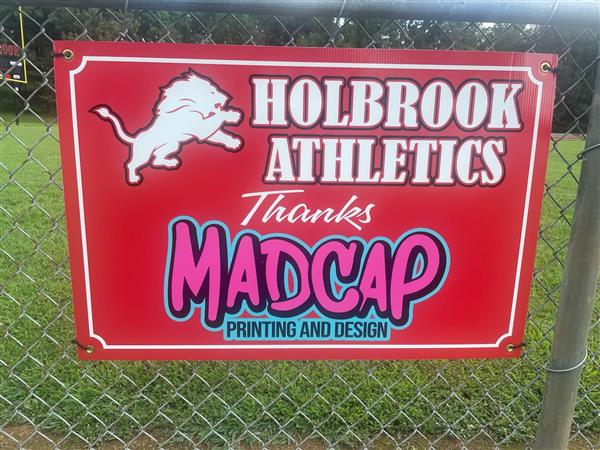 HOLBROOK
ATHLETICS
Thanks
MADCAP
PRINTING AND DESIGN